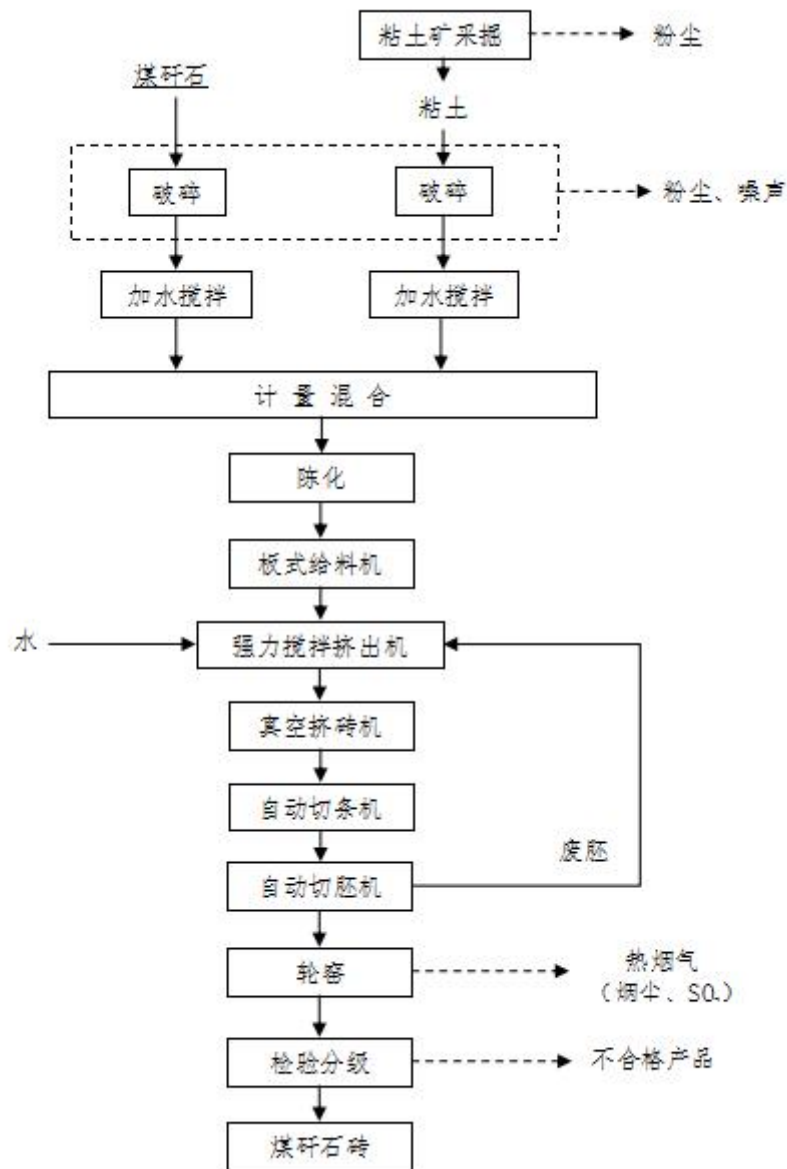 粘土矿采掘
粉尘
煤矸石
粘土
破碎
破碎
粉尘、噪声
加水搅拌
加水搅拌
计量混合
陈化
板式给料机
水
强力搅拌挤出机
真空挤砖机
自动切条机
废胚
自动切胚机
轮窑
热烟气
（烟尘、SO₂）
检验分级
不合格产品
煤矸石砖